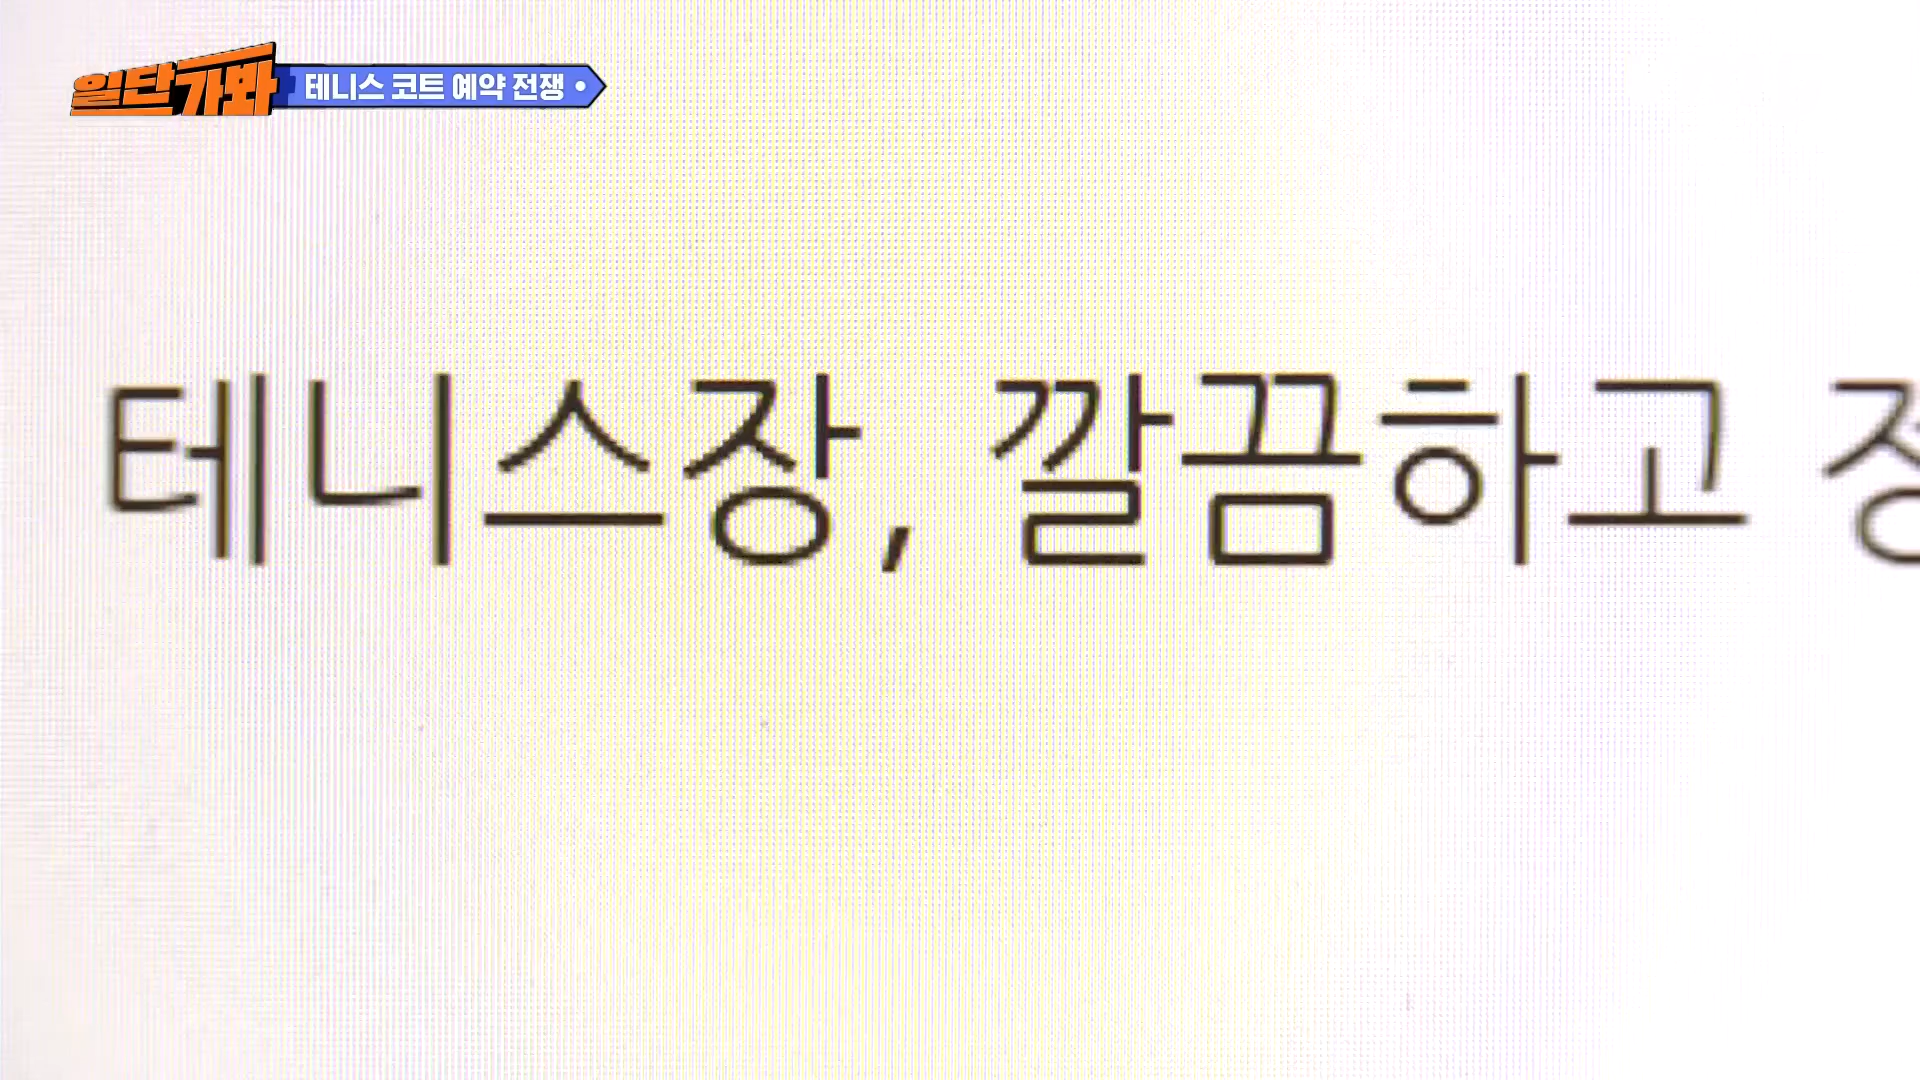 일단 가봐
테니스 코트 예약 전쟁
테니스장, 깔끔하고